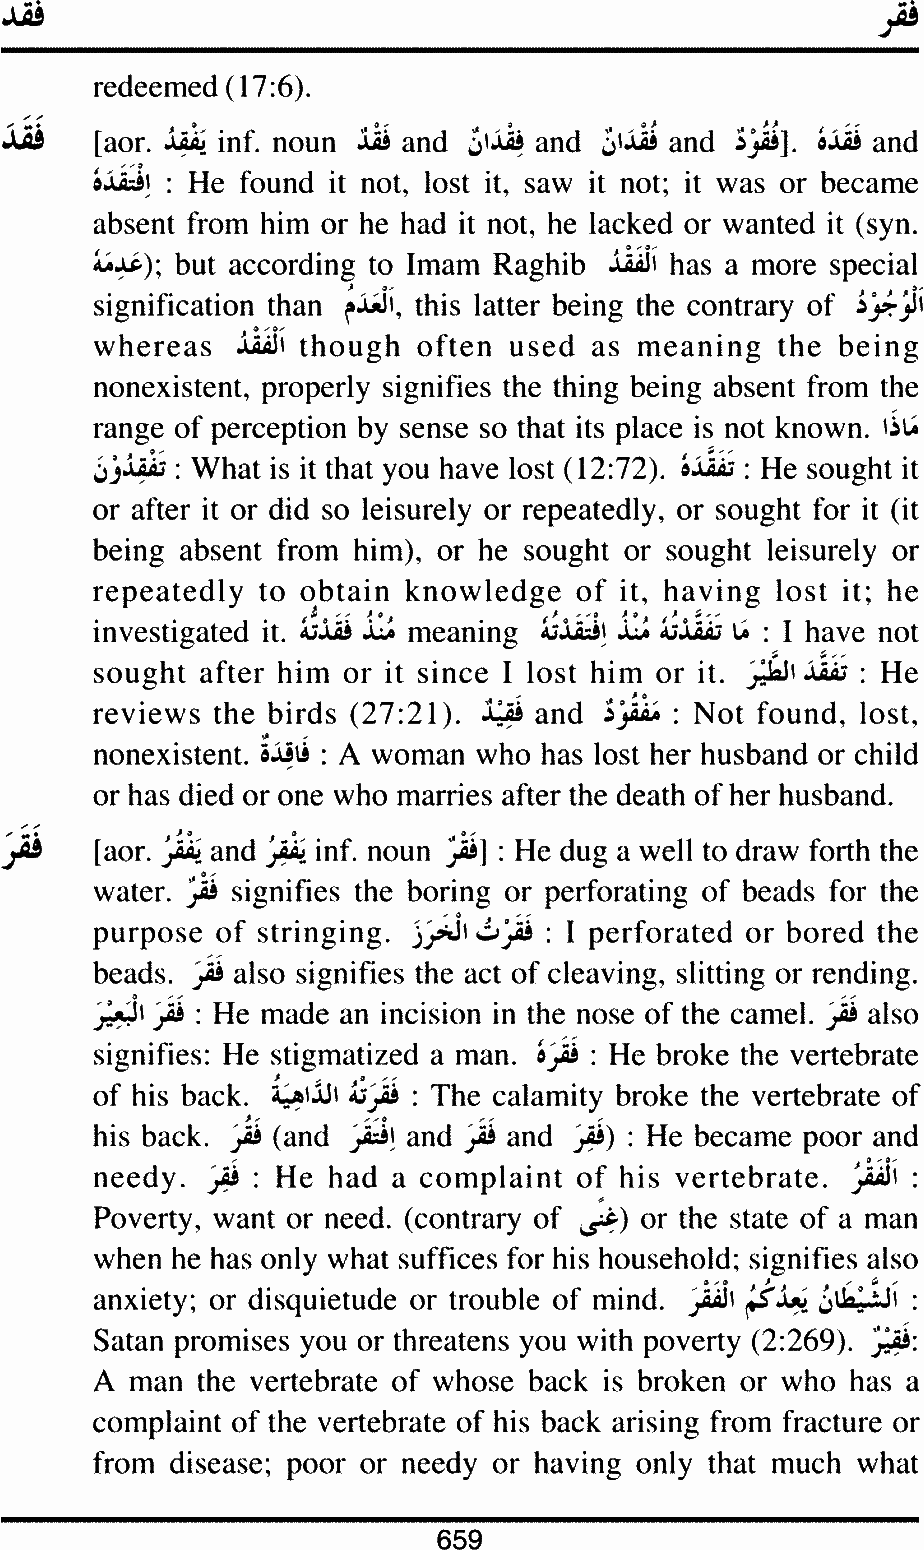 فقد فقر
redeemed (17:6).
فَقَدَ [aor. يَفْقِدُ inf. noun فَقْدٌ and فِقْدَانٌ and فُقْدَانٌ and فُقُوْدٌ]. فَقَدَهُ and
اِفْتَقَدَهُ : He found it not, lost it, saw it not; it was or became
absent from him or he had it not, he lacked or wanted it (syn.
عَدِمَهُ); but according to Imam Raghib اَلْفَقْدُ has a more special
signification than اَلْعَدَمُ, this latter being the contrary of اَلْوُجُوْدُ
whereas اَلْفَقْدُ though often used as meaning the being
nonexistent, properly signifies the thing being absent from the
range of perception by sense so that its place is not known. مَاذَا
تَفْقِدُوْنَ : What is it that you have lost (12:72). تَفَقَّدَهُ : He sought it
or after it or did so leisurely or repeatedly, or sought for it (it
being absent from him), or he sought or sought leisurely or
repeatedly to obtain knowledge of it, having lost it; he
investigated it. مُنْذُ فَقَدْتُّهُ meaning مَا تَفَقَّدْتُهُ مُنْذُ اِفْتَقَدْتُهُ : I have not
sought after him or it since I lost him or it. تَفَقَّدَ الطَّيْرَ : He
reviews the birds (27:21). فَقِيْدٌ and مَفْقُوْدٌ : Not found, lost,
nonexistent. فَاقِدَةٌ : A woman who has lost her husband or child
or has died or one who marries after the death of her husband.
فَقَرَ [aor. يَفْقُرُ and يَفْقِرُ inf. noun فَقْرٌ] : He dug a well to draw forth the
water. فَقْرٌ signifies the boring or perforating of beads for the
purpose of stringing. فَقَرْتُ الْخَرَزَ : I perforated or bored the
beads. فَقَرَ also signifies the act of cleaving, slitting or rending.
فَقَرَ الْبَعِيْرَ : He made an incision in the nose of the camel. فَقَرَ also
signifies: He stigmatized a man. فَقَرَهُ : He broke the vertebrate
of his back. فَقَرَتْهُ الدَّاهِيَةُ : The calamity broke the vertebrate of
his back. فَقُرَ (and اِفْتَقَرَ and فَقَرَ and فَقِرَ) : He became poor and
needy. فَقِرَ : He had a complaint of his vertebrate. اَلْفَقْرُ :
Poverty, want or need. (contrary of غِنًى) or the state of a man
when he has only what suffices for his household; signifies also
anxiety; or disquietude or trouble of mind. اَلشَّيْطَانُ يَعِدُكُمُ الْفَقْرَ :
Satan promises you or threatens you with poverty (2:269). فَقِيْرٌ:
A man the vertebrate of whose back is broken or who has a
complaint of the vertebrate of his back arising from fracture or
from disease; poor or needy or having only that much what
659